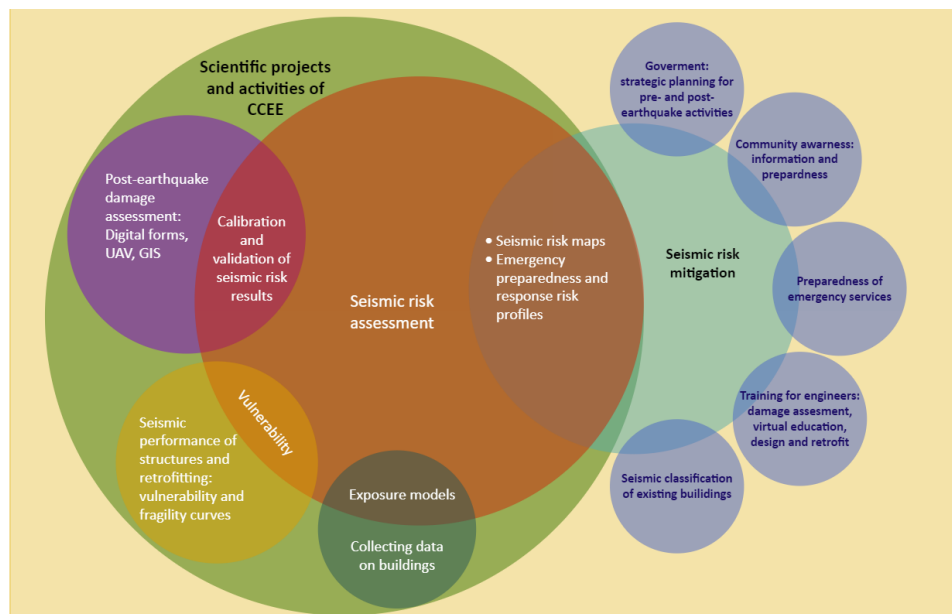 Scientific projects
and activities of
CCEE
Post-earthquake
damage
assessment:
Digital forms,
UAV, GIS
Calibration and
validation of
seismic risk
results
Seismic risk
assessment
Seismic
performance of
structures and
retrofitting:
vulnerability and
fragility curves
Vulnerability
Exposure models
Collecting data
on buildings
• Seismic risk maps
• Emergency
preparedness and
response risk
profiles
Seismic risk
mitigation
Goverment:
strategic planning for
pre- and post-
earthquake activities
Community awarness:
information and
prepardness
Preparedness of
emergency services
Training for engineers:
damage assesment,
virtual education,
design and retrofit
Seismic classification
of existing buildings